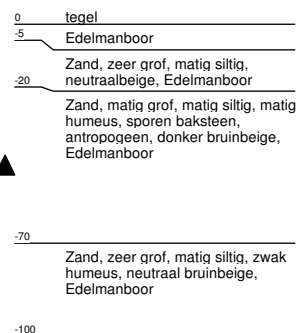 0 tegel
-5 Edelmanboor
Zand, zeer grof, matig siltig,
-20 neutraalbeige, Edelmanboor
Zand, matig grof, matig siltig, matig
humeus, sporen baksteen,
antropogeen, donker bruinbeige,
Edelmanboor
-70
Zand, zeer grof, matig siltig, zwak
humeus, neutraal bruinbeige,
Edelmanboor
-100